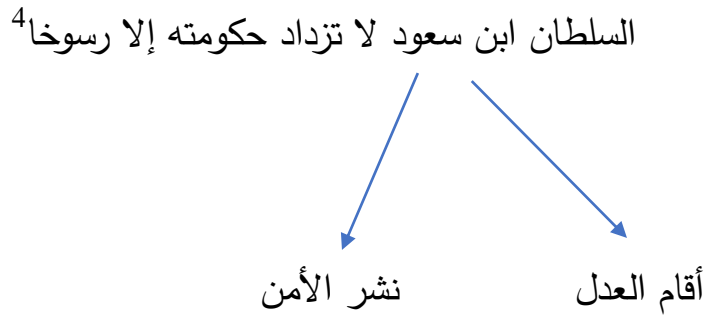 السلطان ابن سعود لا تزداد حكومته إلا رسوخا4
أقام العدل نشر الأمن